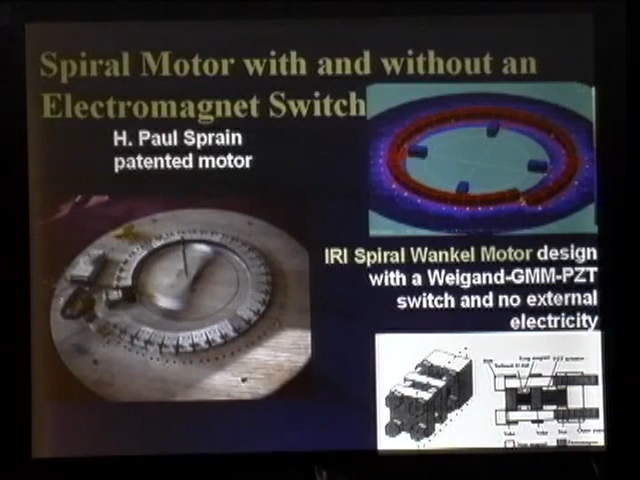 Spiral Motor with and without an
Electromagnet Switch
H. Paul Sprain
patented motor
IRI Spiral Wankel Motor design
with a Weigand-GMM-PZT
switch and no external
electricity